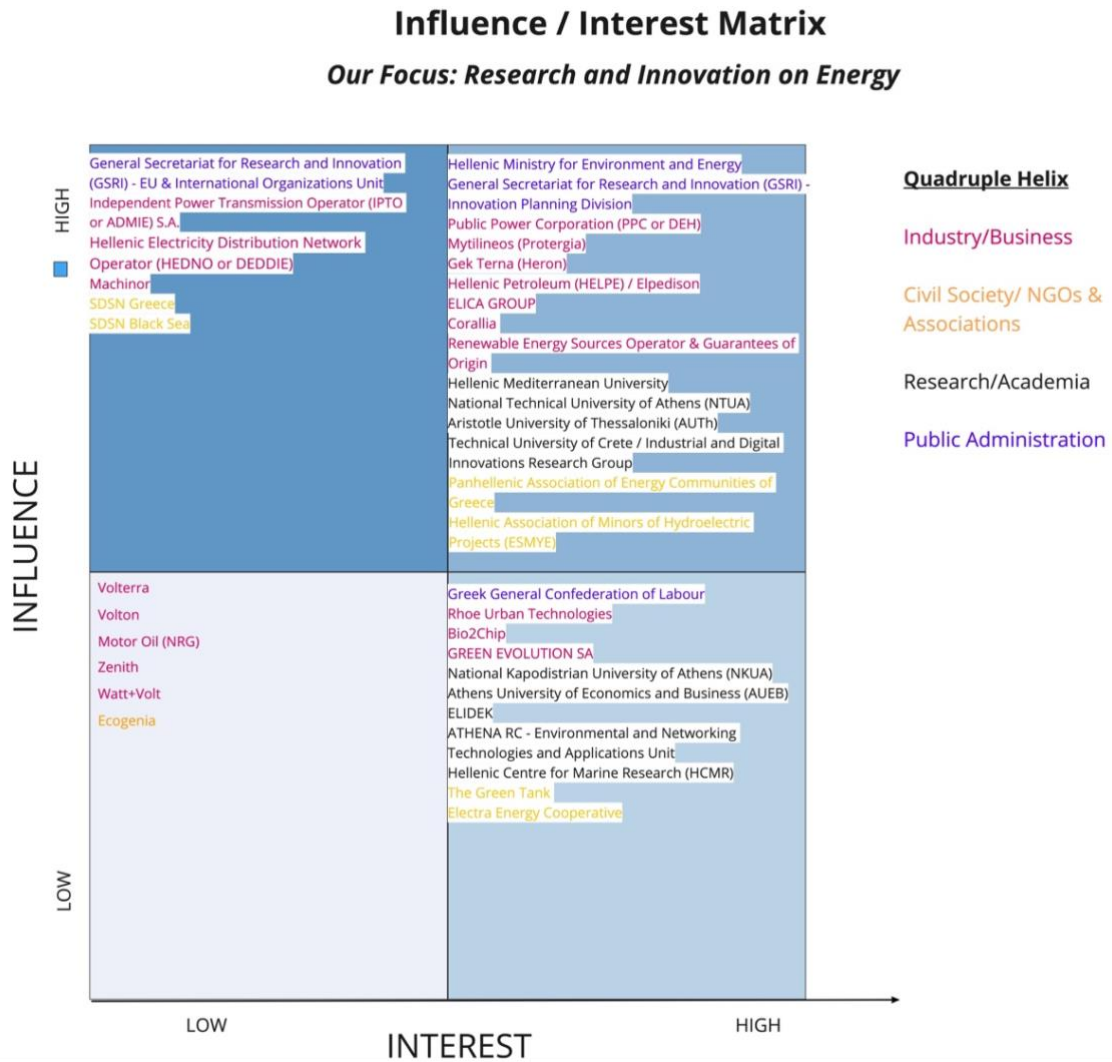 Influence / Interest Matrix
Our Focus: Research and Innovation on Energy
HIGH
INFLUENCE
LOW
General Secretariat for Research and Innovation
(GSRI) - EU & International Organizations Unit
Independent Power Transmission Operator (IPTO
or ADMIE) S.A.
Hellenic Electricity Distribution Network
Operator (HEDNO or DEDDIE)
Machinor
SDSN Greece
SDSN Black Sea
Hellenic Ministry for Environment and Energy
General Secretariat for Research and Innovation (GSRI) -
Innovation Planning Division
Public Power Corporation (PPC or DEH)
Mytilineos (Protergia)
Gek Terna (Heron)
Hellenic Petroleum (HELPE) / Elpedison
ELICA GROUP
Corallia
Renewable Energy Sources Operator & Guarantees of
Origin
Hellenic Mediterranean University
National Technical University of Athens (NTUA)
Aristotle University of Thessaloniki (AUTh)
Technical University of Crete / Industrial and Digital
Innovations Research Group
Panhellenic Association of Energy Communities of
Greece
Hellenic Association of Minors of Hydroelectric
Projects (ESMYE)
Volterra
Volton
Motor Oil (NRG)
Zenith
Watt+Volt
Ecogenia
Greek General Confederation of Labour
Rhoe Urban Technologies
Bio2Chip
GREEN EVOLUTION SA
National Kapodistrian University of Athens (NKUA)
Athens University of Economics and Business (AUEB)
ELIDEK
ATHENA RC - Environmental and Networking
Technologies and Applications Unit
Hellenic Centre for Marine Research (HCMR)
The Green Tank
Electra Energy Cooperative
LOW
INTEREST
HIGH
Quadruple Helix
Industry/Business
Civil Society/ NGOs &
Associations
Research/Academia
Public Administration